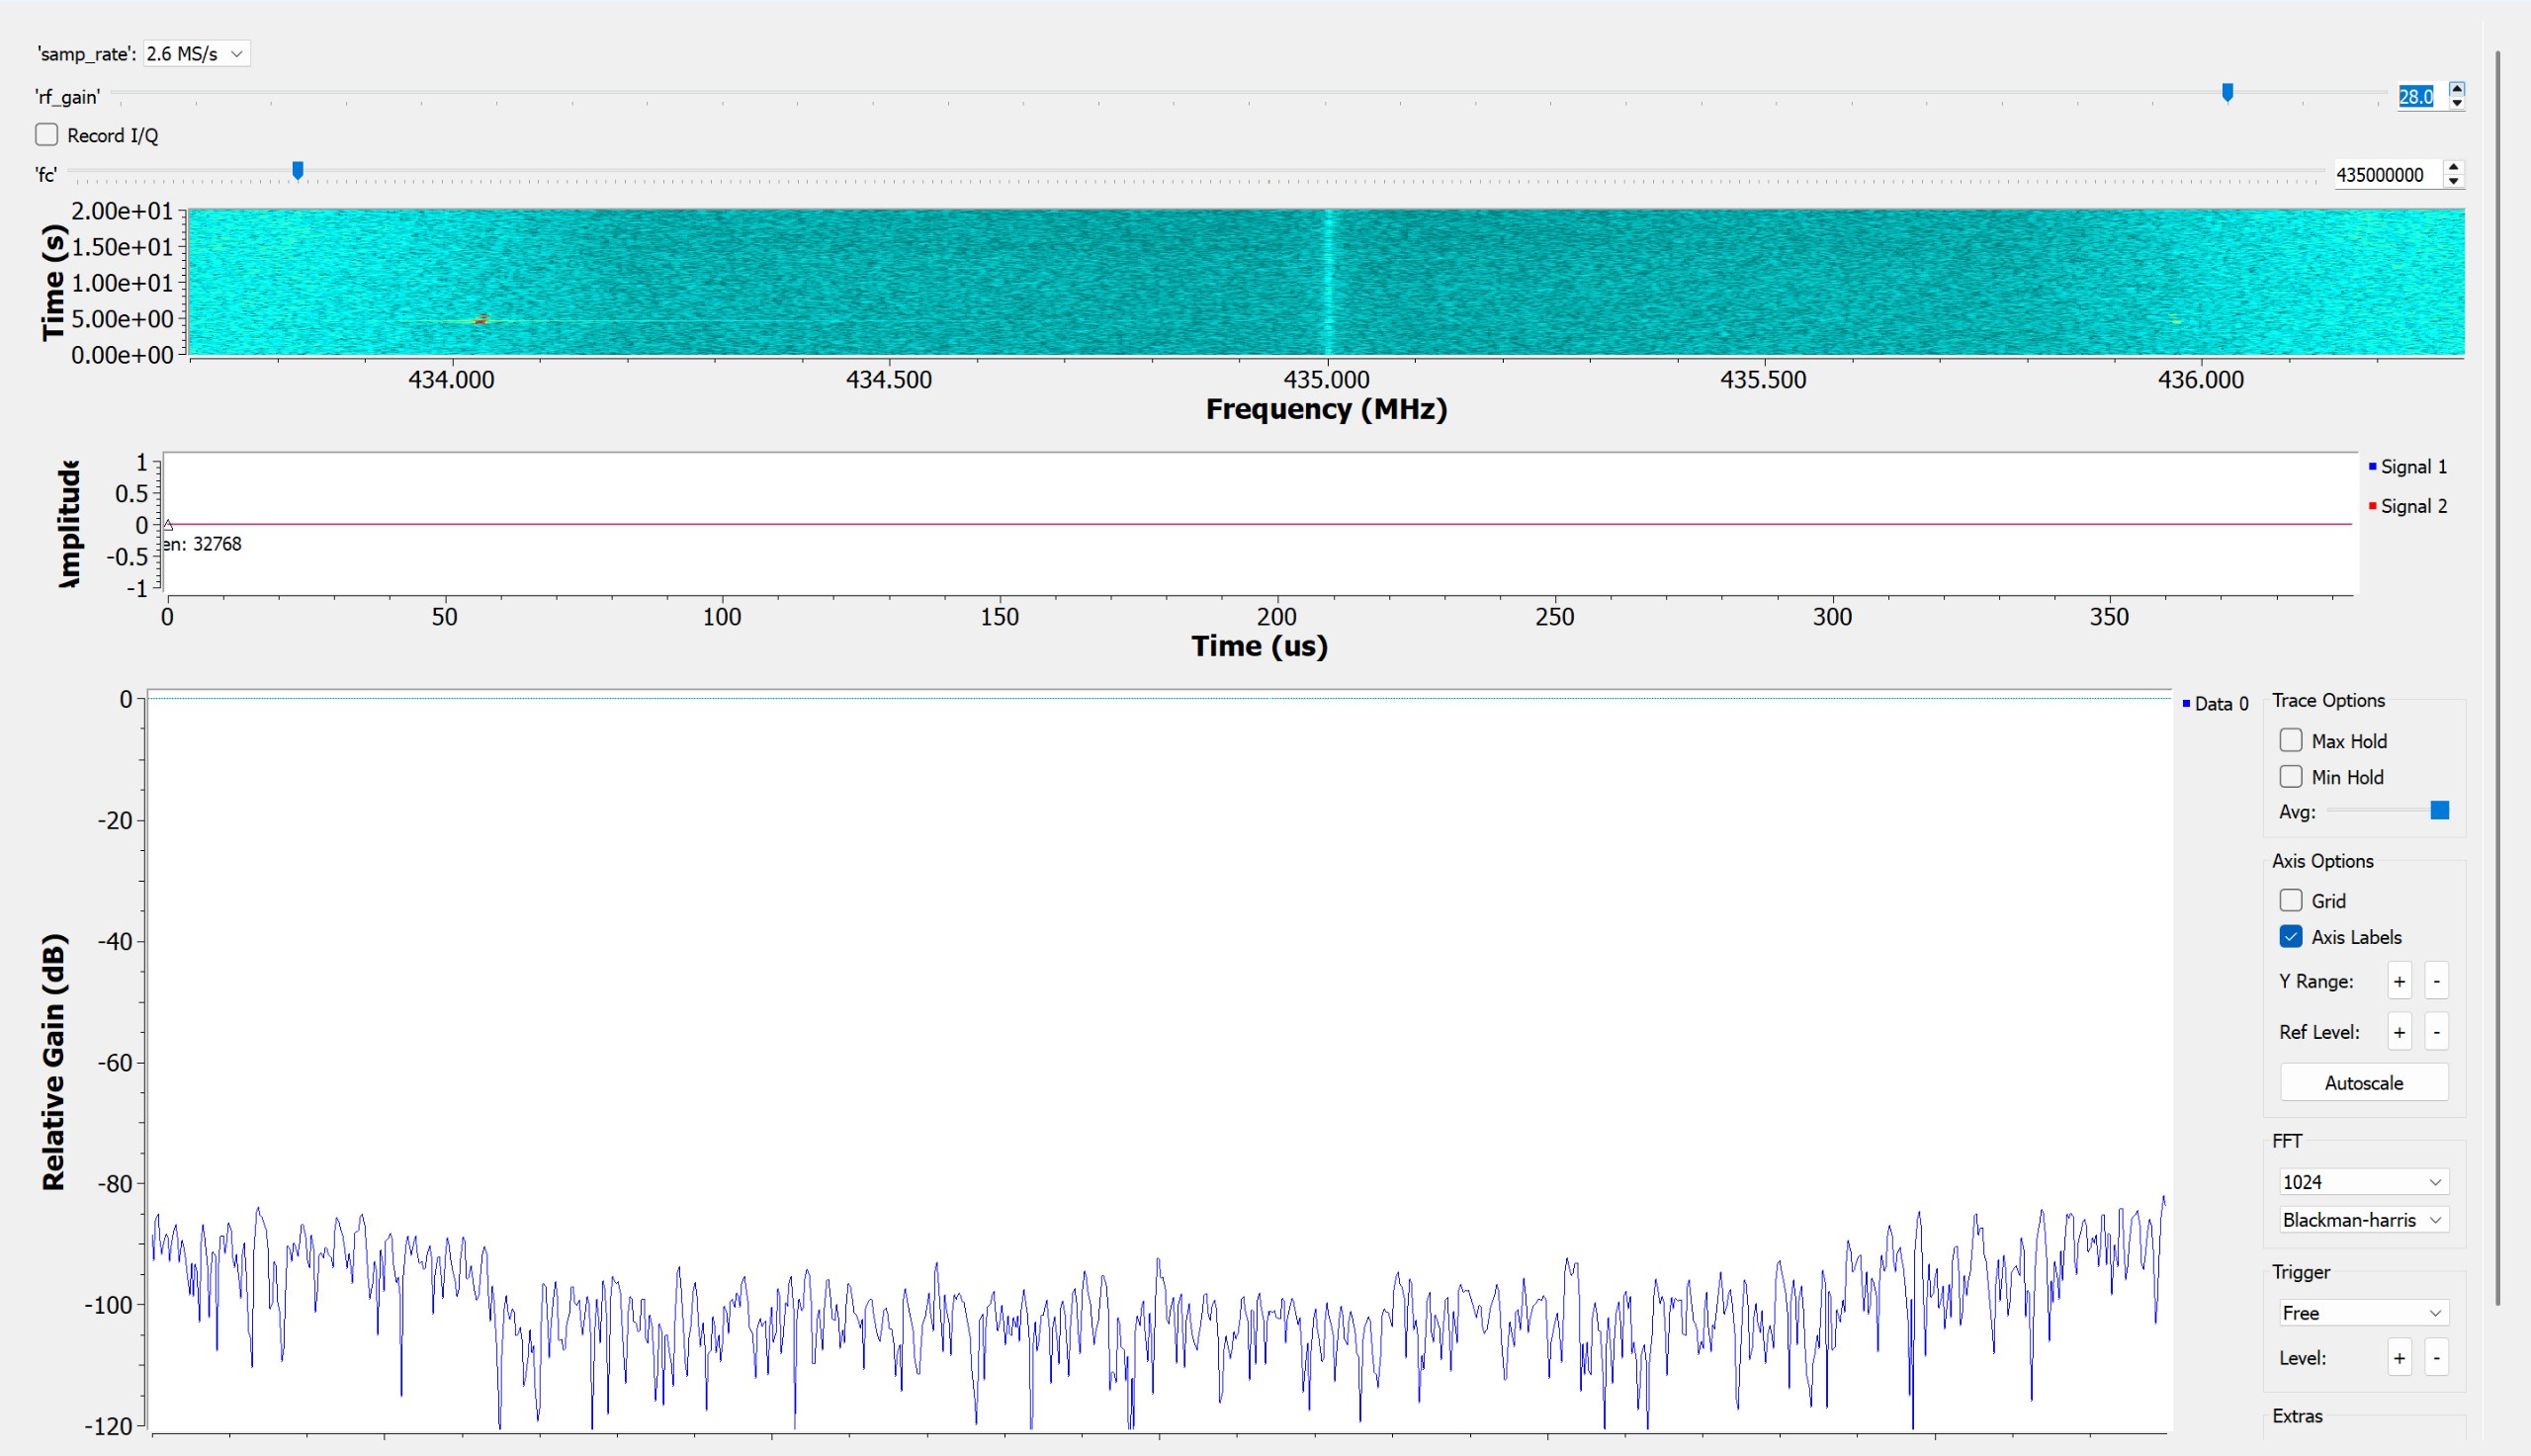 'samp_rate': 2.6 MS/s
'rf_gain' 28.0
Record I/Q
'fc' 435000000
Time (s)
2.00e+01
1.50e+01
1.00e+01
5.00e+00
0.00e+00
434.000 434.500 435.000 435.500 436.000
Frequency (MHz)
Amplitude
1
0.5
0
-0.5
-1
en: 32768
Signal 1
Signal 2
0 50 100 150 200 250 300 350
Time (us)
Relative Gain (dB)
0
-20
-40
-60
-80
-100
-120
Data 0
Trace Options
Max Hold
Min Hold
Avg:
Axis Options
Grid
Axis Labels
Y Range: + -
Ref Level: + -
Autoscale
FFT
1024
Blackman-harris
Trigger
Free
Level: + -
Extras